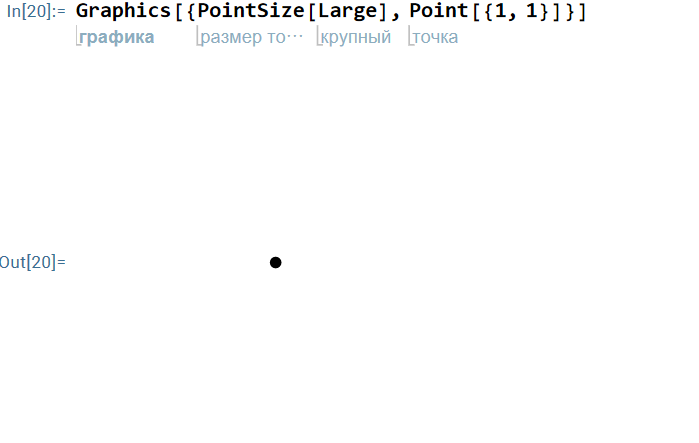 In[20]:= Graphics[{PointSize[Large], Point[{1, 1}]}]
графика размер то… крупный точка
Out[20]=